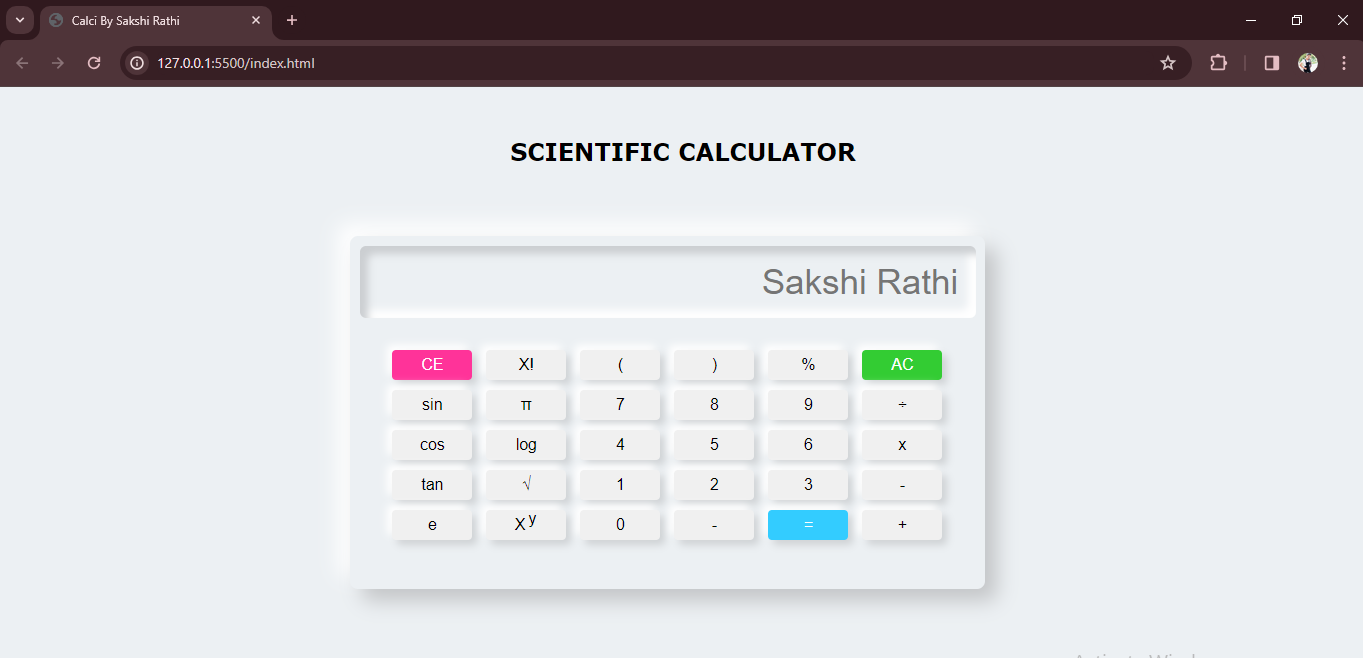 Calci By Sakshi Rathi
127.0.0.1:5500/index.html
SCIENTIFIC CALCULATOR
Sakshi Rathi
CE X! ( ) % AC
sin π 7 8 9 ÷
cos log 4 5 6 x
tan √ 1 2 3 -
e X y 0 - = +